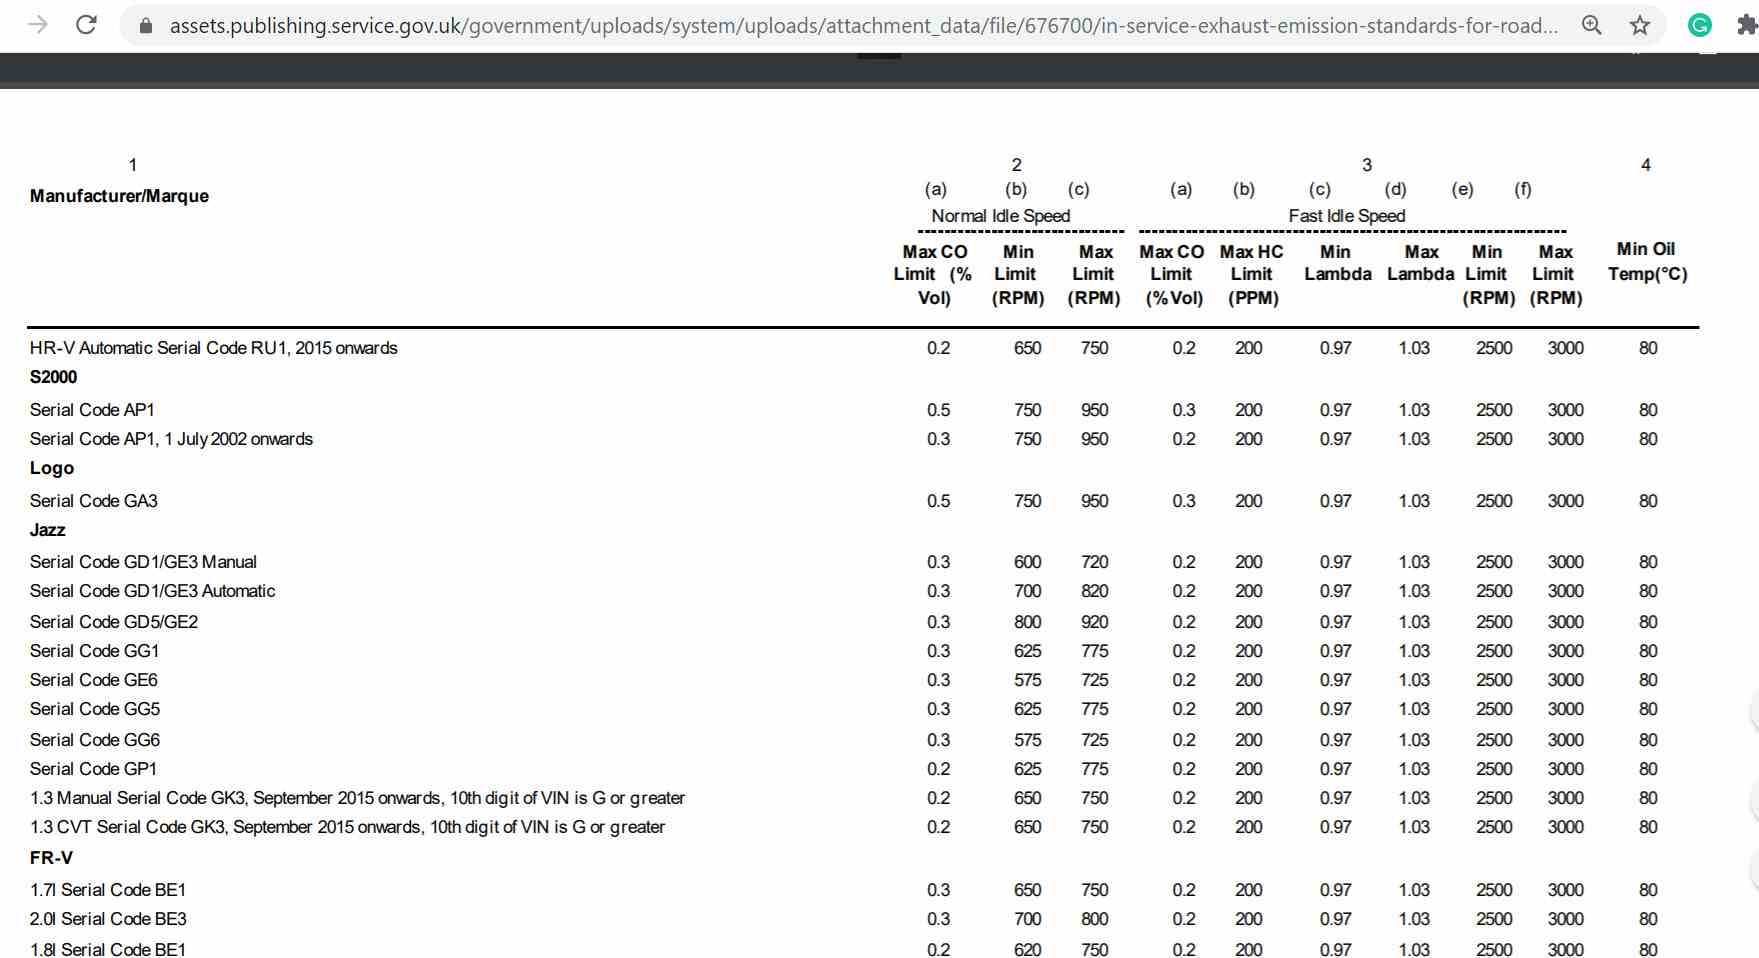 assets.publishing.service.gov.uk/government/uploads/system/uploads/attachment_data/file/676700/in-service-exhaust-emission-standards-for-road...
1 2 3 4
Manufacturer/Marque (a) (b) (c) (a) (b) (c) (d) (e) (f)
Normal Idle Speed Fast Idle Speed
Max CO Min Max Max CO Max HC Min Max Min Max Min Oil
Limit (% Limit Limit Limit Limit Lambda Lambda Limit Limit Temp(°C)
Vol) (RPM) (RPM) (% Vol) (PPM) (RPM) (RPM)
HR-V Automatic Serial Code RU1, 2015 onwards 0.2 650 750 0.2 200 0.97 1.03 2500 3000 80
S2000
Serial Code AP1 0.5 750 950 0.3 200 0.97 1.03 2500 3000 80
Serial Code AP1, 1 July 2002 onwards 0.3 750 950 0.2 200 0.97 1.03 2500 3000 80
Logo
Serial Code GA3 0.5 750 950 0.3 200 0.97 1.03 2500 3000 80
Jazz
Serial Code GD1/GE3 Manual 0.3 600 720 0.2 200 0.97 1.03 2500 3000 80
Serial Code GD1/GE3 Automatic 0.3 700 820 0.2 200 0.97 1.03 2500 3000 80
Serial Code GD5/GE2 0.3 800 920 0.2 200 0.97 1.03 2500 3000 80
Serial Code GG1 0.3 625 775 0.2 200 0.97 1.03 2500 3000 80
Serial Code GE6 0.3 575 725 0.2 200 0.97 1.03 2500 3000 80
Serial Code GG5 0.3 625 775 0.2 200 0.97 1.03 2500 3000 80
Serial Code GG6 0.3 575 725 0.2 200 0.97 1.03 2500 3000 80
Serial Code GP1 0.2 625 775 0.2 200 0.97 1.03 2500 3000 80
1.3 Manual Serial Code GK3, September 2015 onwards, 10th digit of VIN is G or greater 0.2 650 750 0.2 200 0.97 1.03 2500 3000 80
1.3 CVT Serial Code GK3, September 2015 onwards, 10th digit of VIN is G or greater 0.2 650 750 0.2 200 0.97 1.03 2500 3000 80
FR-V
1.7l Serial Code BE1 0.3 650 750 0.2 200 0.97 1.03 2500 3000 80
2.0l Serial Code BE3 0.3 700 800 0.2 200 0.97 1.03 2500 3000 80
1.8l Serial Code BE1 0.2 620 750 0.2 200 0.97 1.03 2500 3000 80